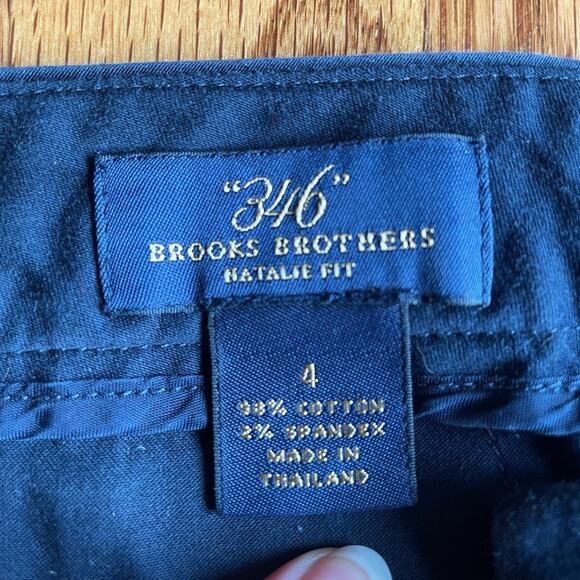 "346"
BROOKS BROTHERS
NATALIE FIT
4
98% COTTON
2% SPANDEX
MADE IN
THAILAND